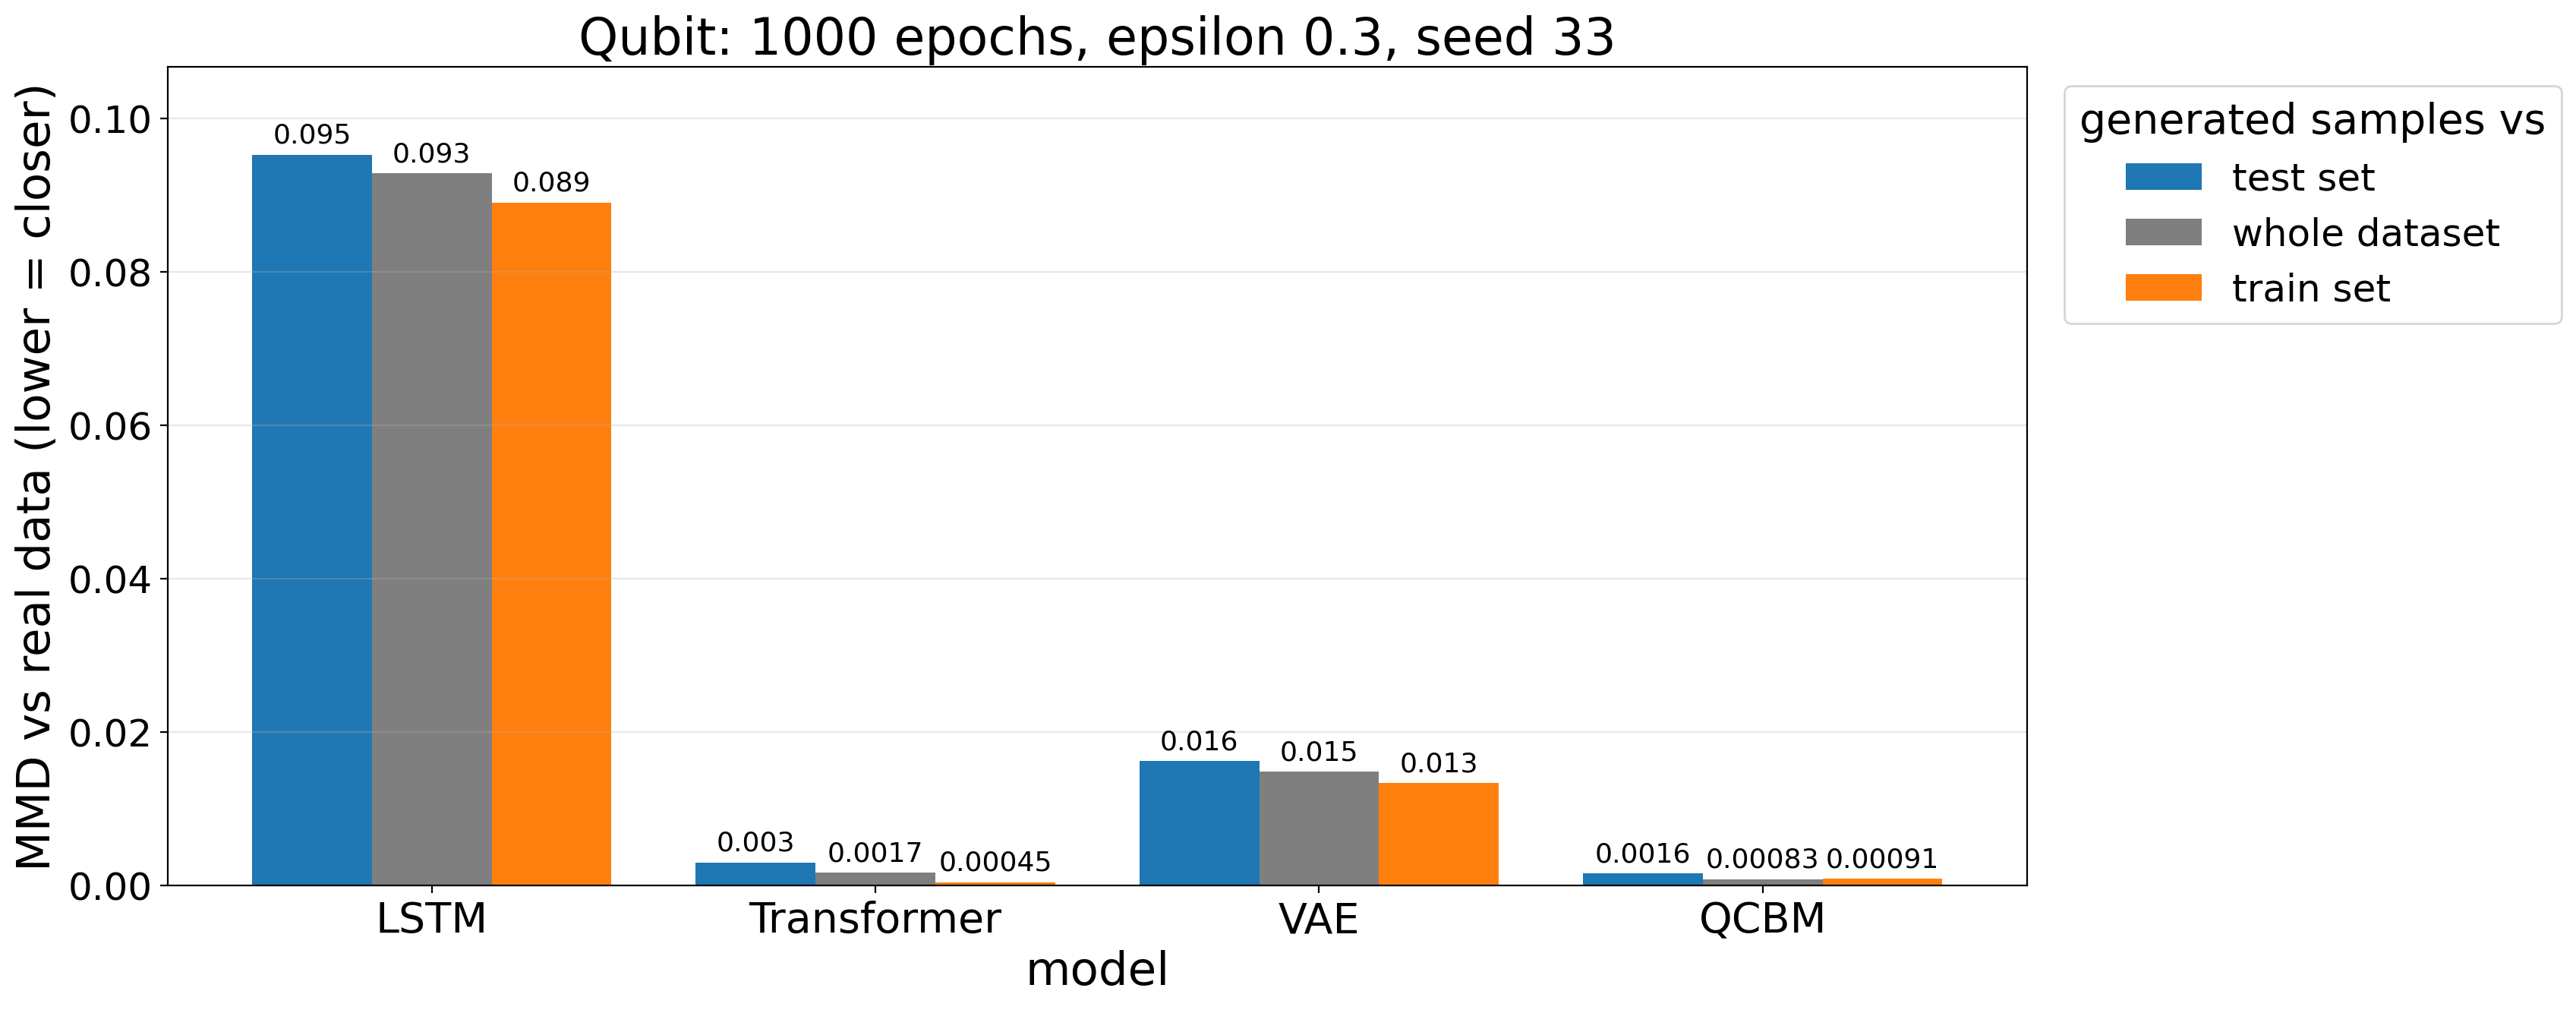 Qubit: 1000 epochs, epsilon 0.3, seed 33
MMD vs real data (lower = closer)
0.10
0.08
0.06
0.04
0.02
0.00
0.095
0.093
0.089
0.003
0.0017
0.00045
0.016
0.015
0.013
0.0016
0.00083
0.00091
LSTM
Transformer
VAE
QCBM
model
generated samples vs
test set
whole dataset
train set